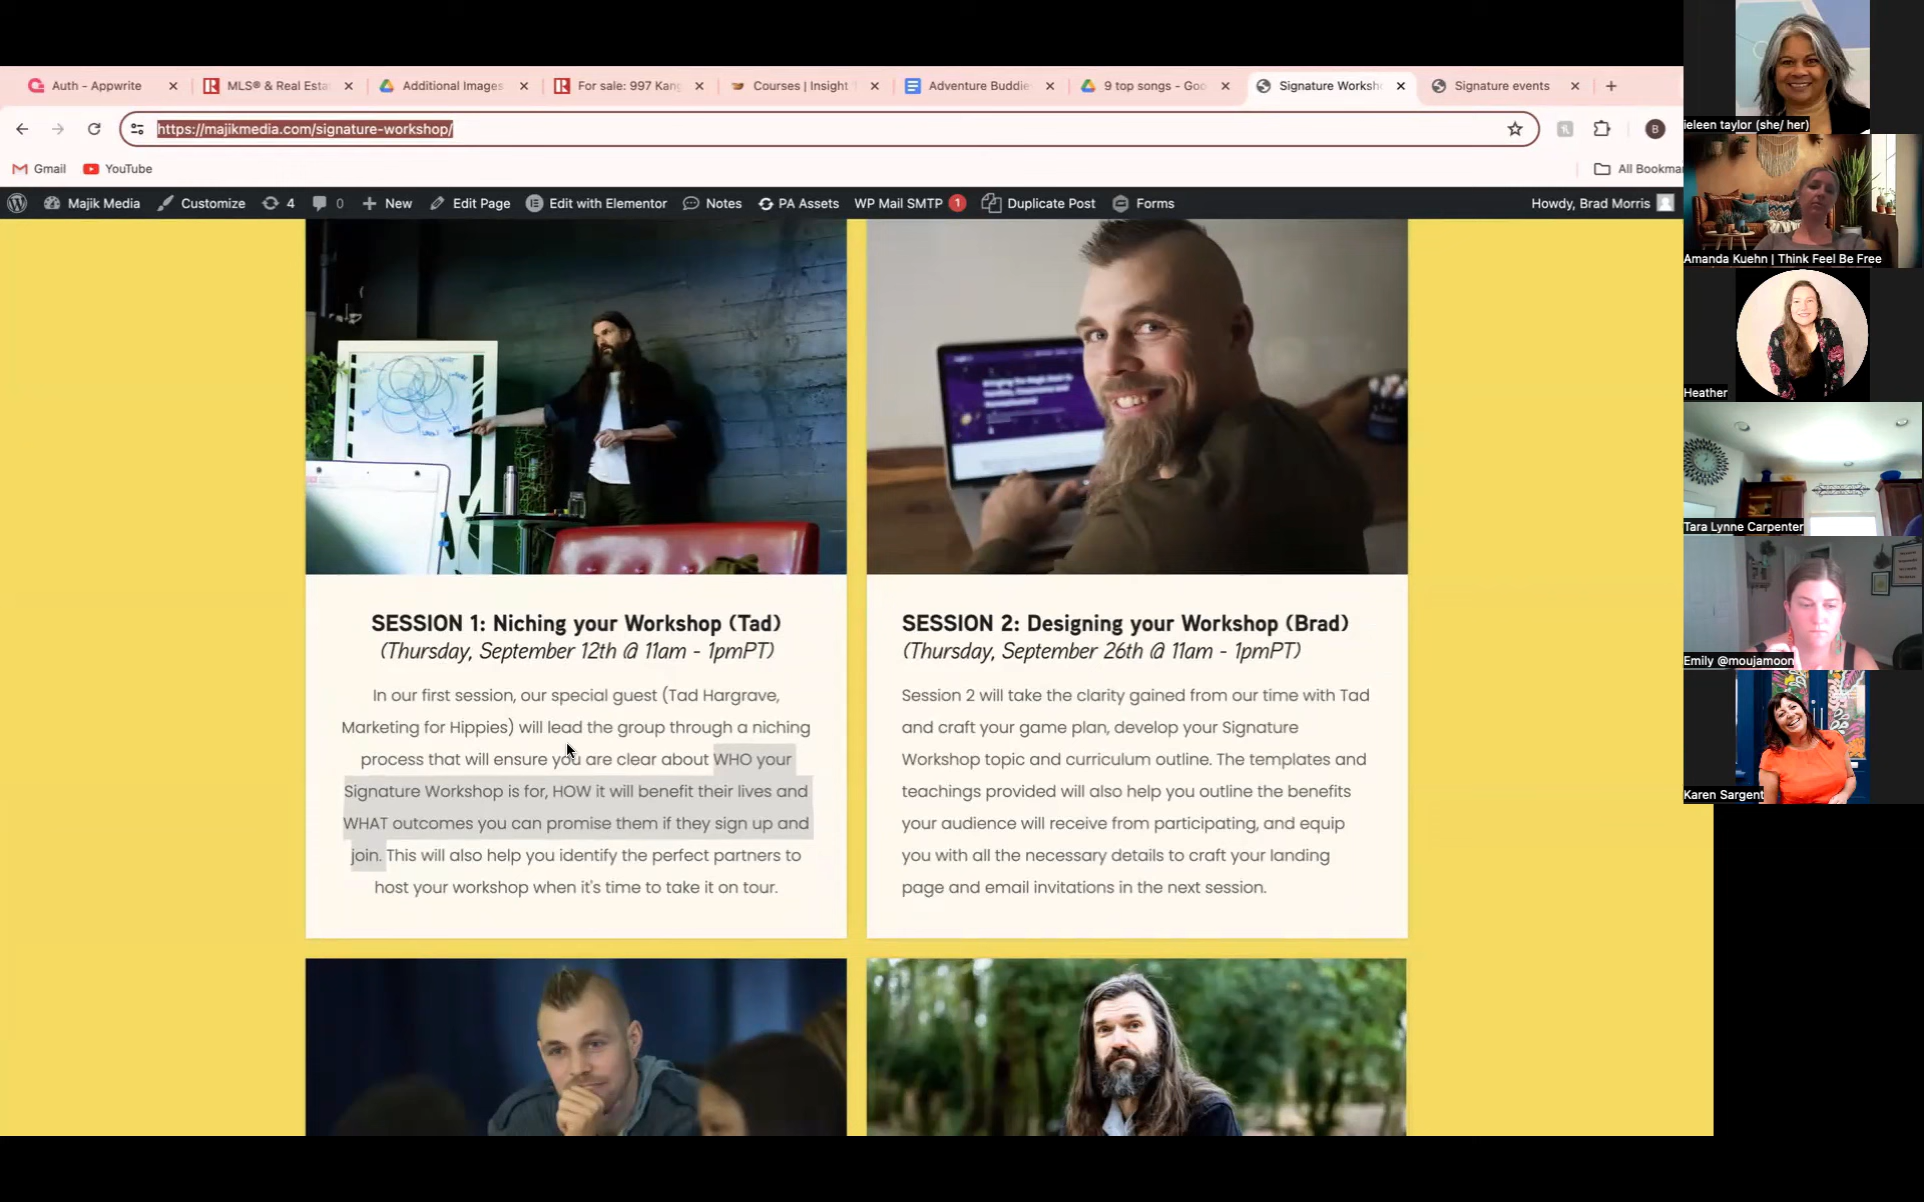 Auth - Appwrite
MLS® & Real Esta
Additional Images
For sale: 997 Kang
Courses | Insight
Adventure Buddie
9 top songs - Goo
Signature Worksh
Signature events
https://majikmedia.com/signature-workshop/
B
Gmail
YouTube
All Bookma
Majik Media
Customize
4
0
New
Edit Page
Edit with Elementor
Notes
PA Assets
WP Mail SMTP 1
Duplicate Post
Forms
Howdy, Brad Morris
SESSION 1: Niching your Workshop (Tad)
(Thursday, September 12th @ 11am - 1pmPT)
In our first session, our special guest (Tad Hargrave,
Marketing for Hippies) will lead the group through a niching
process that will ensure you are clear about WHO your
Signature Workshop is for, HOW it will benefit their lives and
WHAT outcomes you can promise them if they sign up and
join. This will also help you identify the perfect partners to
host your workshop when it's time to take it on tour.
SESSION 2: Designing your Workshop (Brad)
(Thursday, September 26th @ 11am - 1pmPT)
Session 2 will take the clarity gained from our time with Tad
and craft your game plan, develop your Signature
Workshop topic and curriculum outline. The templates and
teachings provided will also help you outline the benefits
your audience will receive from participating, and equip
you with all the necessary details to craft your landing
page and email invitations in the next session.
ieleen taylor (she/ her)
Amanda Kuehn | Think Feel Be Free
Heather
Tara Lynne Carpenter
Emily @moujamoon
Karen Sargent